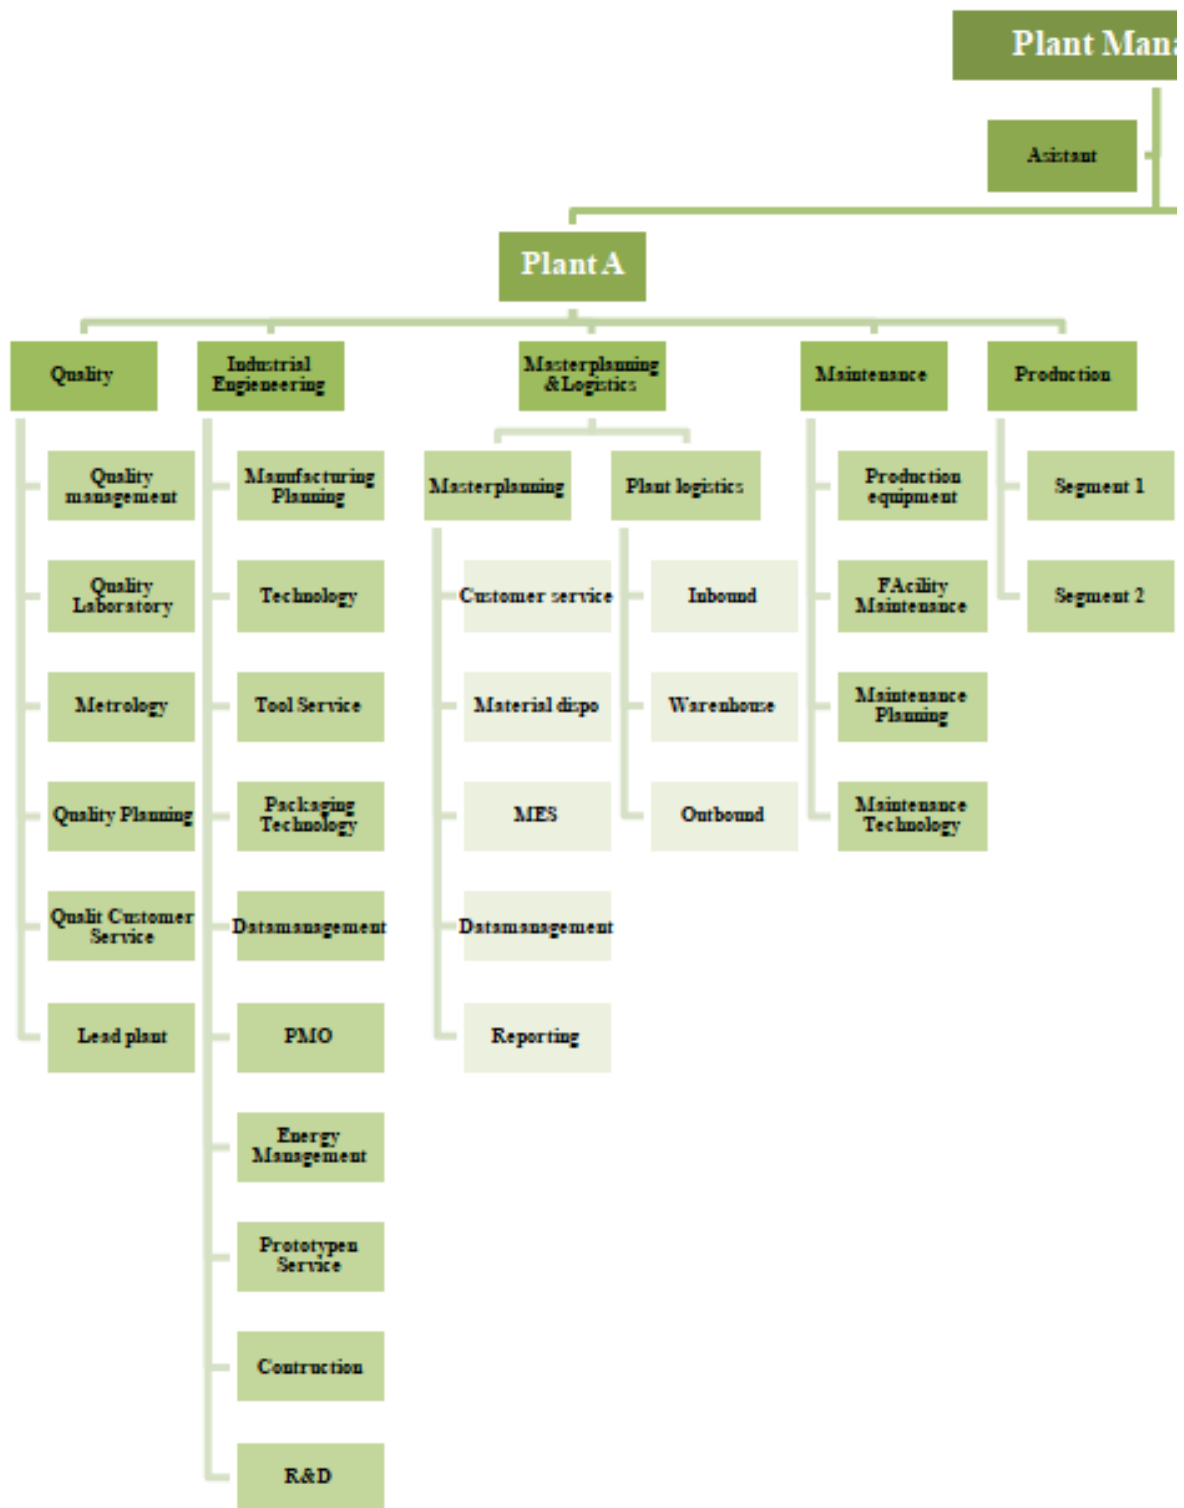 Plant Mana
Asistant
Plant A
Quality
Industrial
Engieneering
Masterplanning
&Logistics
Maintenance
Production
Quality
management
Quality
Laboratory
Metrology
Quality Planning
Qualit Customer
Service
Lead plant
Manufacturing
Planning
Technology
Tool Service
Packaging
Technology
Datamanagement
PMO
Energy
Management
Prototypen
Service
Contruction
R&D
Masterplanning
Customer service
Material dispo
MES
Datamanagement
Reporting
Plant logistics
Inbound
Warenhouse
Outbound
Production
equipment
FAcility
Maintenance
Maintenance
Planning
Maintenance
Technology
Segment 1
Segment 2